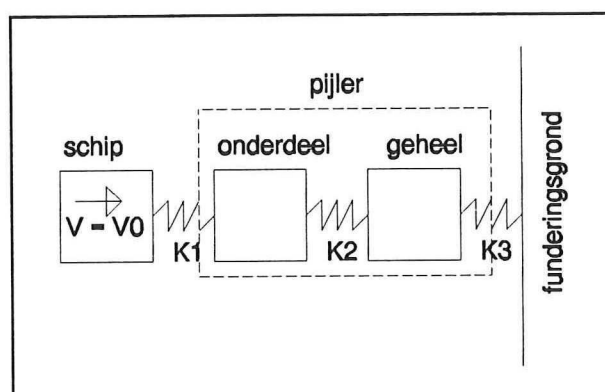 pijler
schip
onderdeel
geheel
V = V0
K1
K2
K3
funderingsgrond